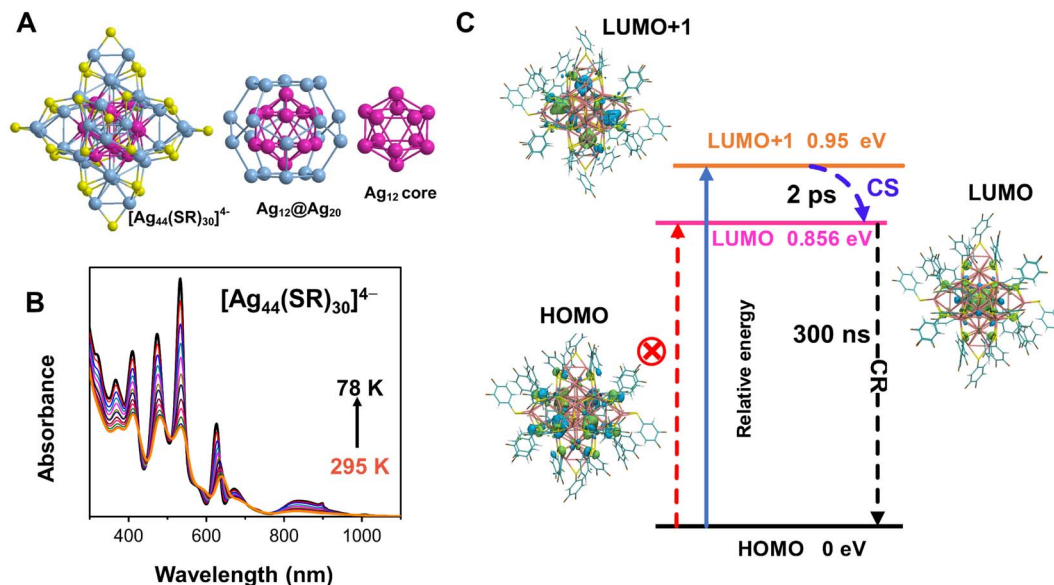 A
[Ag₄₄(SR)₃₀]⁴⁻
Ag₁₂@Ag₂₀
Ag₁₂ core
B
[Ag₄₄(SR)₃₀]⁴⁻
78 K
295 K
Absorbance
400 600 800 1000
Wavelength (nm)
C
LUMO+1
LUMO+1 0.95 eV
CS
2 ps
LUMO
LUMO 0.856 eV
HOMO
300 ns
CR
Relative energy
HOMO 0 eV